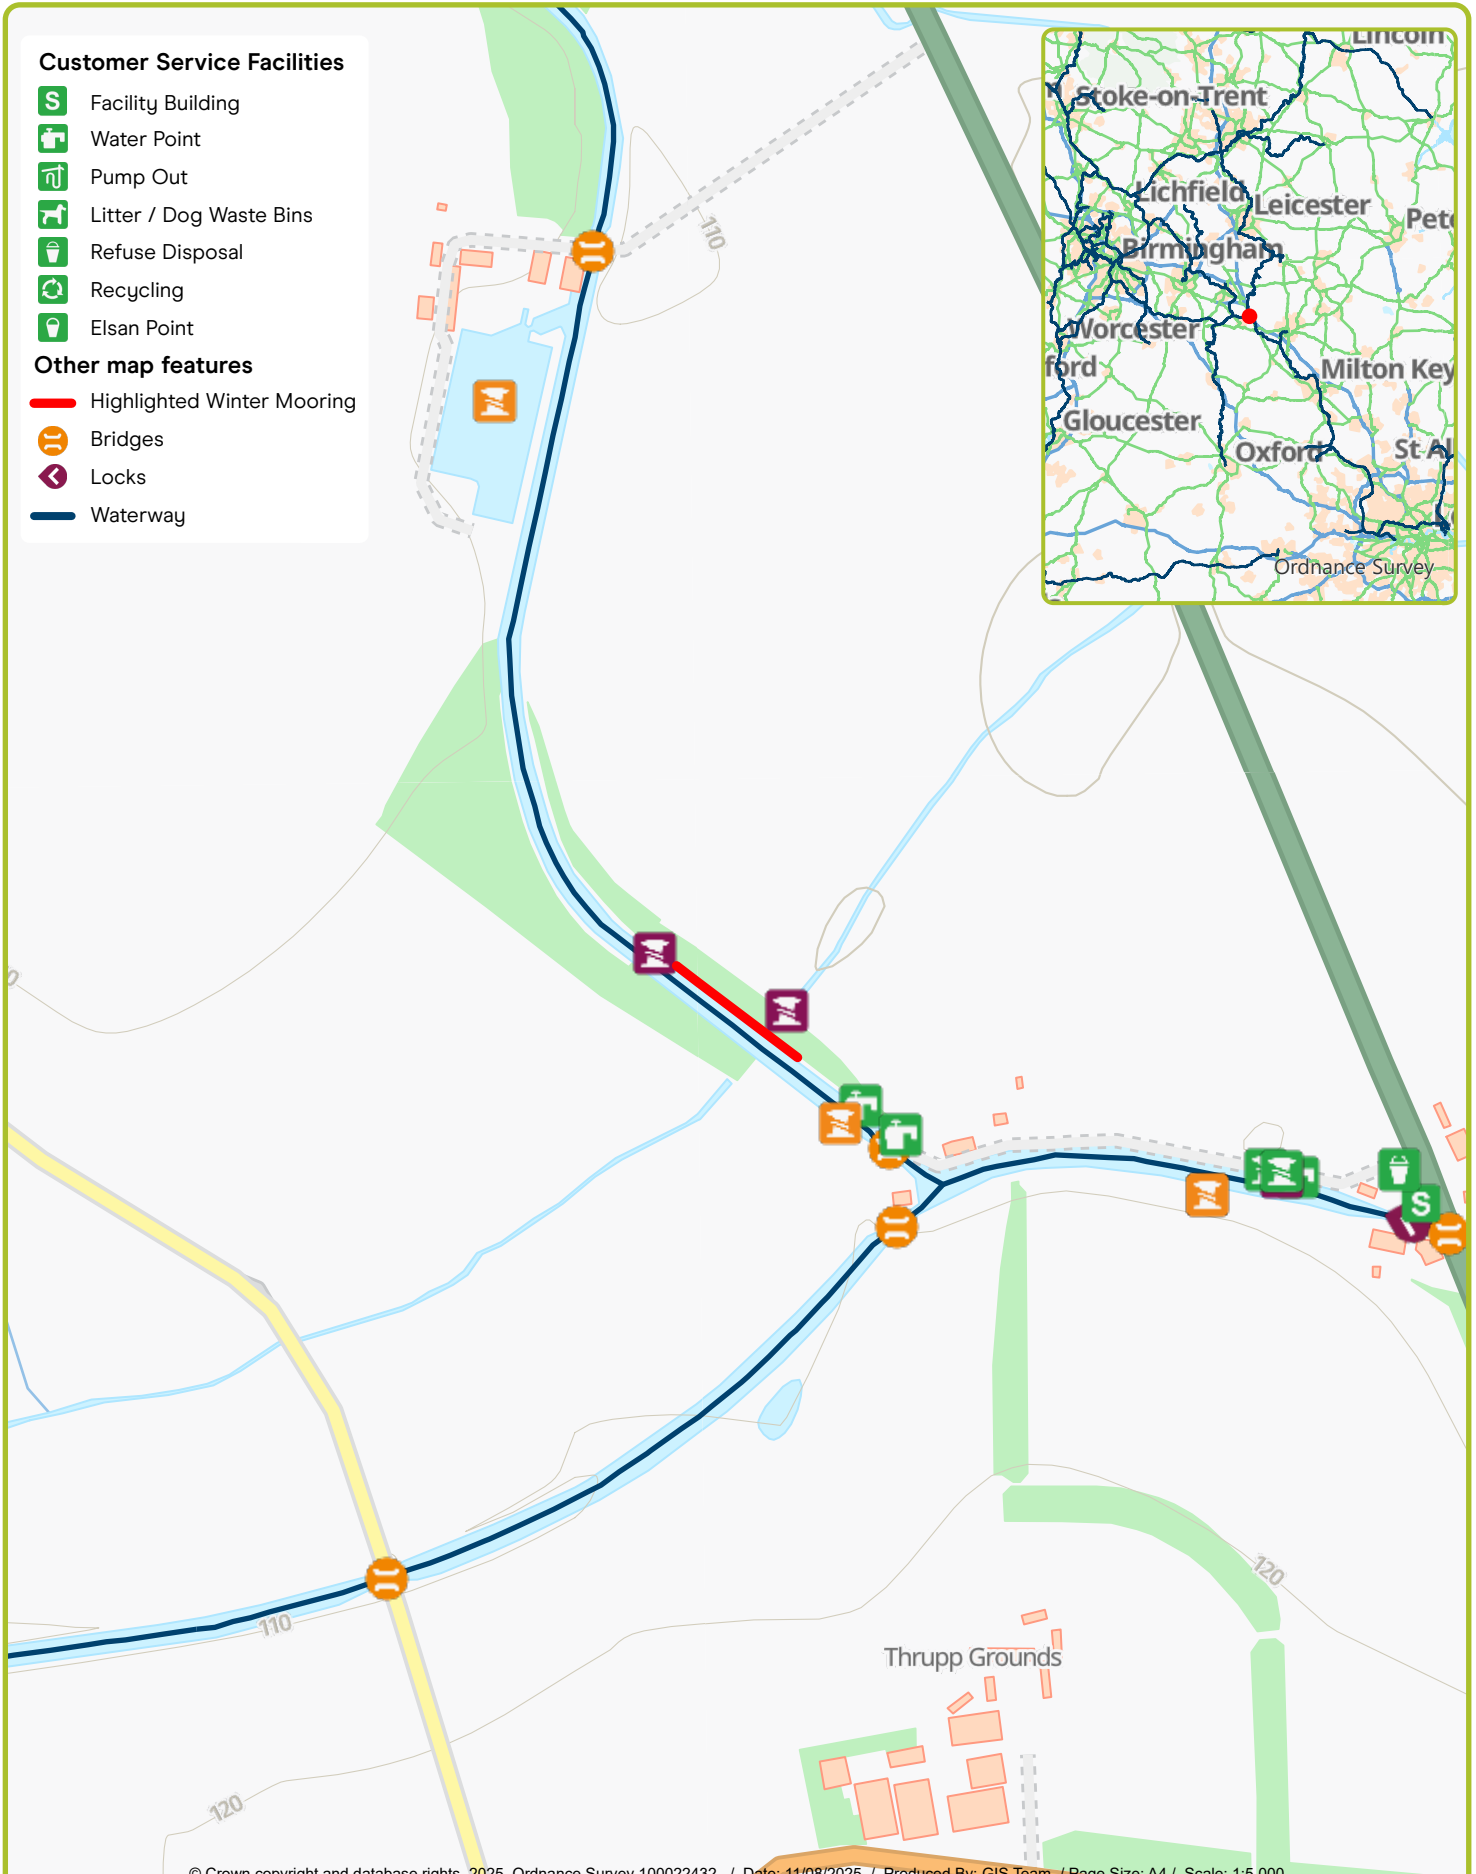 Customer Service Facilities
Facility Building
Water Point
Pump Out
Litter / Dog Waste Bins
Refuse Disposal
Recycling
Elsan Point
Other map features
Highlighted Winter Mooring
Bridges
Locks
Waterway
S
Lincoln
Stoke-on-Trent
Lichfield
Leicester
Pete
Birmingham
Worcester
ford
Milton Key
Gloucester
Oxford
St Al
Ordnance Survey
110
S
110
120
Thrupp Grounds
120
© Crown copyright and database rights, 2025, Ordnance Survey 100022432. / Date: 11/08/2025 / Produced By: GIS Team / Page Size: A4 / Scale: 1:5,000